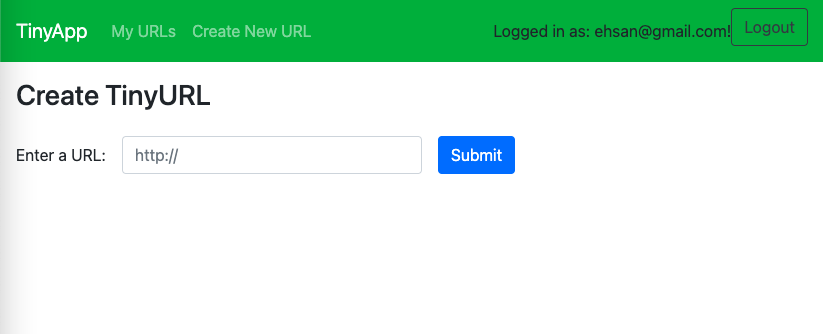 TinyApp My URLs Create New URL Logged in as: ehsan@gmail.com! Logout
Create TinyURL
Enter a URL: http:// Submit